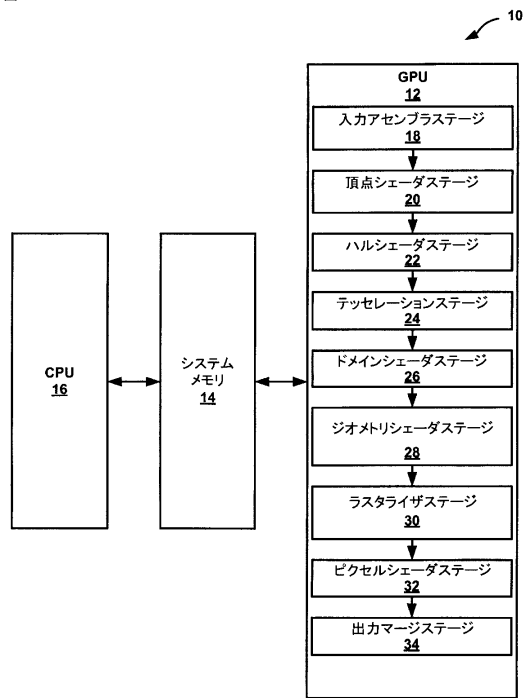 10
GPU
12
入力アセンブラステージ
18
頂点シェーダステージ
20
ハルシェーダステージ
22
テッセレーションステージ
24
ドメインシェーダステージ
26
ジオメトリシェーダステージ
28
ラスタライザステージ
30
ピクセルシェーダステージ
32
出力マージステージ
34
CPU
16
システム
メモリ
14